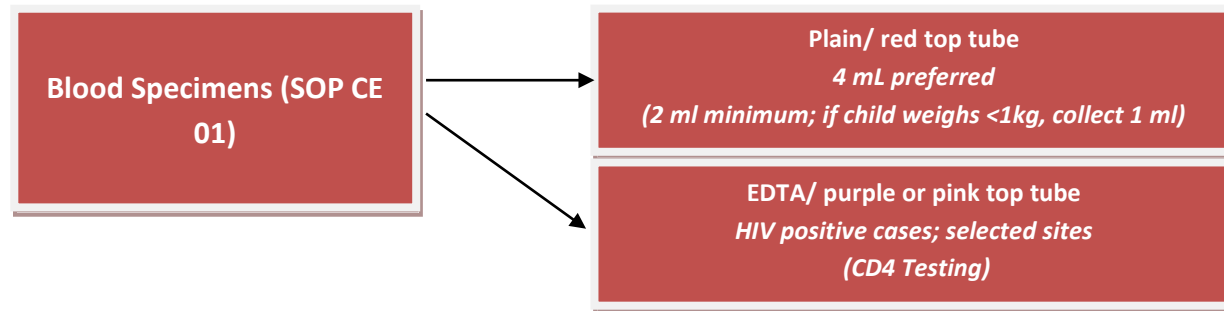 Blood Specimens (SOP CE
01)
Plain/ red top tube
4 mL preferred
(2 ml minimum; if child weighs <1kg, collect 1 ml)
EDTA/ purple or pink top tube
HIV positive cases; selected sites
(CD4 Testing)